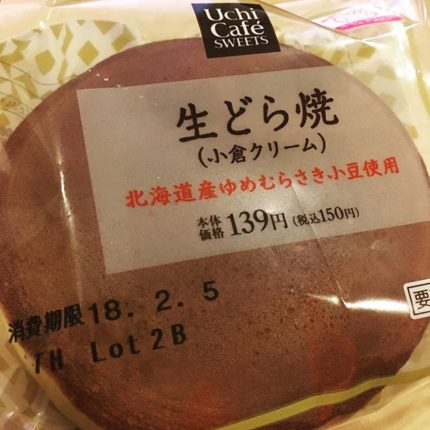 Uchi
Café
SWEETS
生どら焼
(小倉クリーム)
北海道産ゆめむらさき小豆使用
本体
価格 139円 (税込150円)
要
消費期限 18. 2. 5
TH Lot 2B